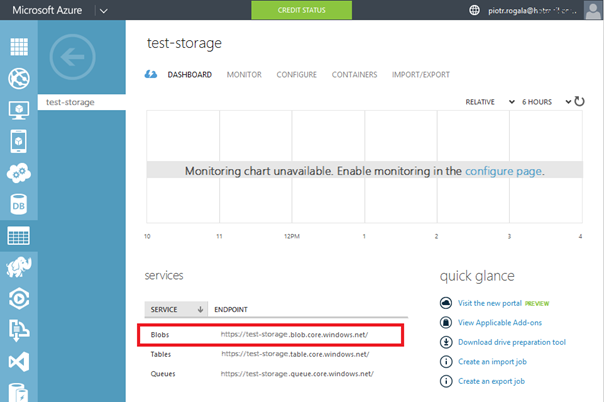 Microsoft Azure CREDIT STATUS piotr.rogala@
test-storage
test-storage
DASHBOARD MONITOR CONFIGURE CONTAINERS IMPORT/EXPORT
RELATIVE 6 HOURS
Monitoring chart unavailable. Enable monitoring in the configure page.
10 11 12PM 1 2 3 4
services
SERVICE ENDPOINT
Blobs https://test-storage.blob.core.windows.net/
Tables https://test-storage.table.core.windows.net/
Queues https://test-storage.queue.core.windows.net/
quick glance
Visit the new portal PREVIEW
View Applicable Add-ons
Download drive preparation tool
Create an import job
Create an export job
DB